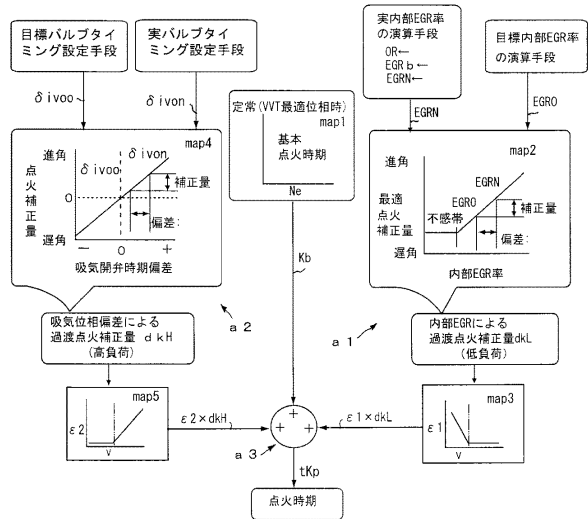 目標バルブタイ
ミング設定手段
実バルブタイ
ミング設定手段
実内部EGR率
の演算手段
OR←
EGRb←
EGRN←
目標内部EGR率
の演算手段
δivoo
δivon
EGRN
EGRO
定常(VVT最適位相時)
map1
基本
点火時期
Ne
map4
進角
点火補正量
0
遅角
δivoo
δivon
補正量
偏差:
－ 0 ＋
吸気開弁時期偏差
map2
進角
最適
点火
補正量
遅角
不感帯
EGRO
EGRN
補正量
偏差:
内部EGR率
Kb
a2
a1
吸気位相偏差による
過渡点火補正量 dkH
(高負荷)
内部EGRによる
過渡点火補正量dkL
(低負荷)
map5
ε2
v
ε2×dkH
+ + +
ε1×dkL
map3
ε1
v
a3
tKp
点火時期